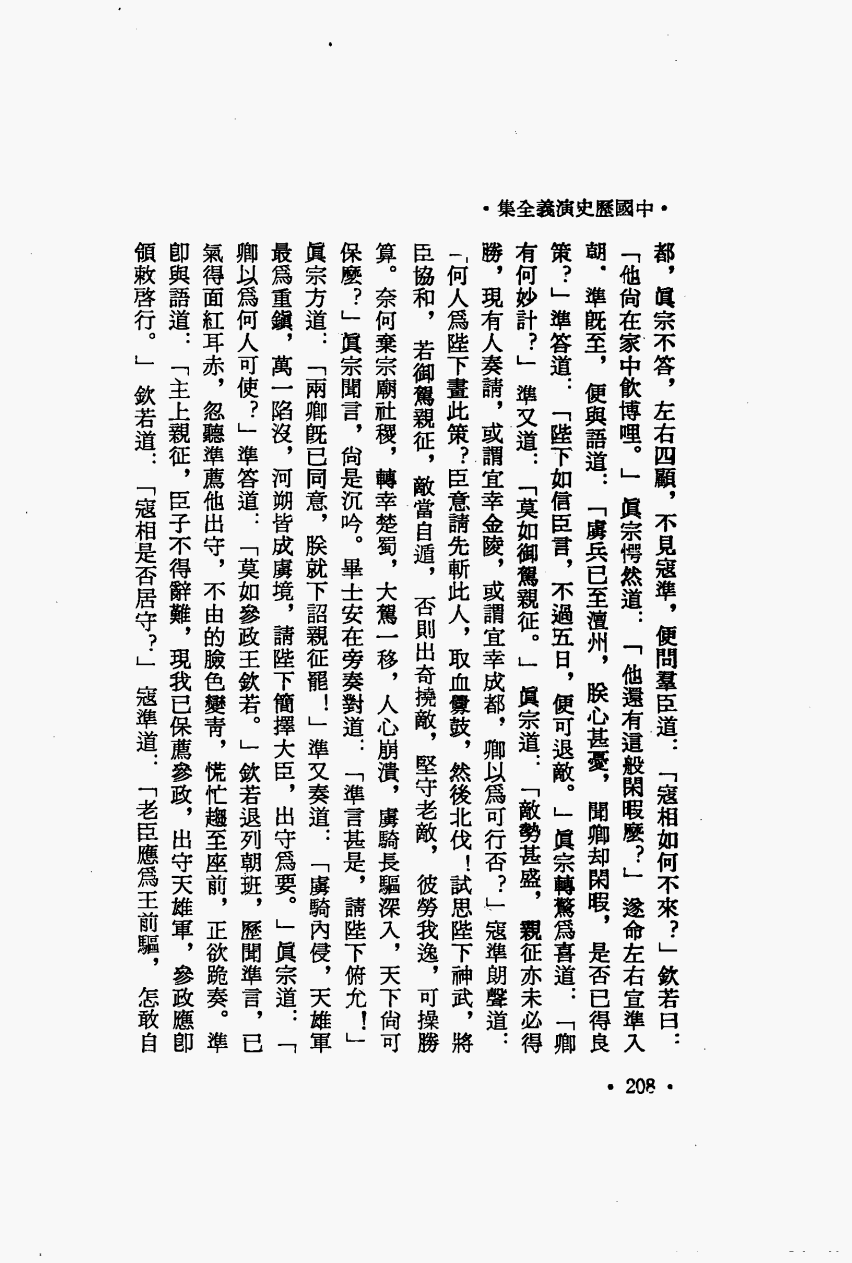 •中國歷史演義全集•
都，眞宗不答，左右四顧，不見寇準，便問羣臣道：「寇相如何不來？」欽若曰：
「他尙在家中飮博哩。」眞宗愕然道：「他還有這般閑暇麼？」遂命左右宣準入
朝．準旣至，便與語道：「虜兵已至澶州，朕心甚憂，聞卿却閑暇，是否已得良
策？」準答道：「陛下如信臣言，不過五日，便可退敵。」眞宗轉驚爲喜道：「卿
有何妙計？」準又道：「莫如御駕親征。」眞宗道：「敵勢甚盛，親征亦未必得
勝，現有人奏請，或謂宜幸金陵，或謂宜幸成都，卿以爲可行否？」寇準朗聲道：
「何人爲陛下畫此策？臣意請先斬此人，取血釁鼓，然後北伐！試思陛下神武，將
臣協和，若御駕親征，敵當自遁，否則出奇撓敵，堅守老敵，彼勞我逸，可操勝
算。奈何棄宗廟社稷，轉幸楚蜀，大駕一移，人心崩潰，虜騎長驅深入，天下尙可
保麼？」眞宗聞言，尙是沉吟。畢士安在旁奏對道：「準言甚是，請陛下俯允！」
眞宗方道：「兩卿旣已同意，朕就下詔親征罷！」準又奏道：「虜騎內侵，天雄軍
最爲重鎭，萬一陷沒，河朔皆成虜境，請陛下簡擇大臣，出守爲要。」眞宗道：「
卿以爲何人可使？」準答道：「莫如參政王欽若。」欽若退列朝班，歷聞準言，已
氣得面紅耳赤，忽聽準薦他出守，不由的臉色變靑，慌忙趨至座前，正欲跪奏。準
卽與語道：「主上親征，臣子不得辭難，現我已保薦參政，出守天雄軍，參政應卽
領敕啓行。」欽若道：「寇相是否居守？」寇準道：「老臣應爲王前驅，怎敢自
•208•